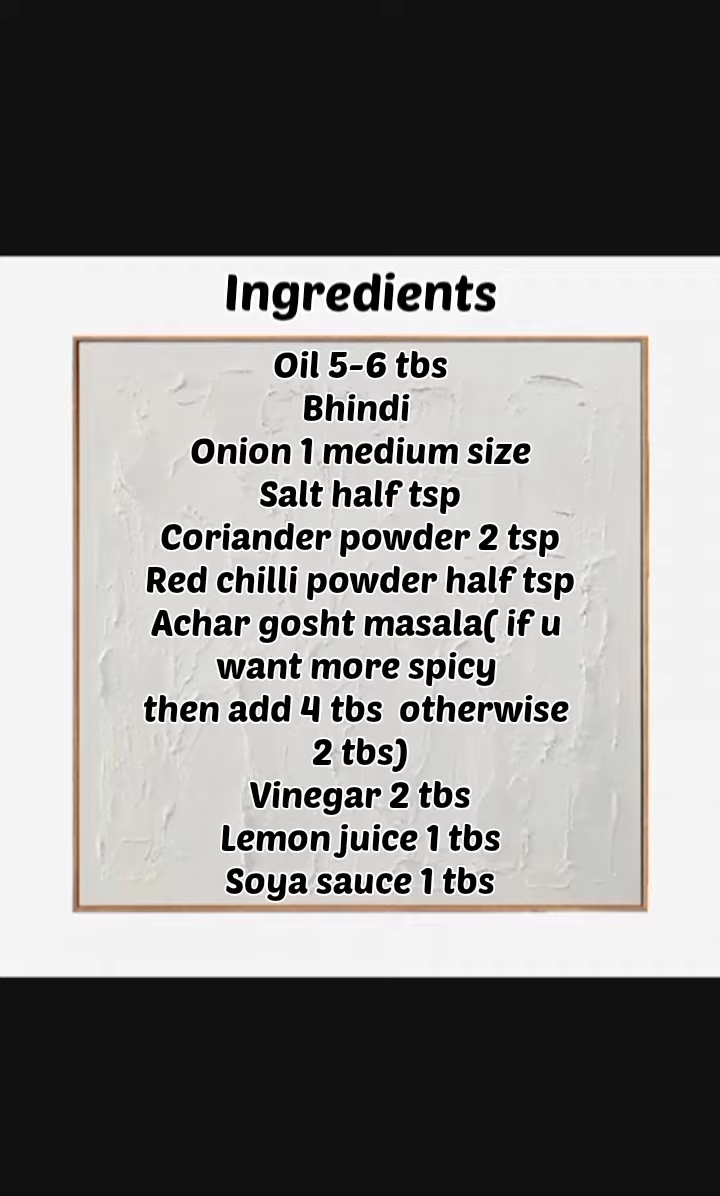 Ingredients
Oil 5-6 tbs
Bhindi
Onion 1 medium size
Salt half tsp
Coriander powder 2 tsp
Red chilli powder half tsp
Achar gosht masala( if u
want more spicy
then add 4 tbs  otherwise
2 tbs)
Vinegar 2 tbs
Lemon juice 1 tbs
Soya sauce 1 tbs